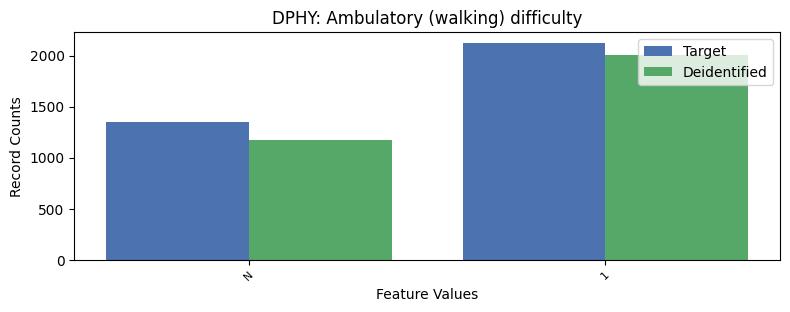 DPHY: Ambulatory (walking) difficulty
Target
Deidentified
Record Counts
2000
1500
1000
500
0
N
1
Feature Values